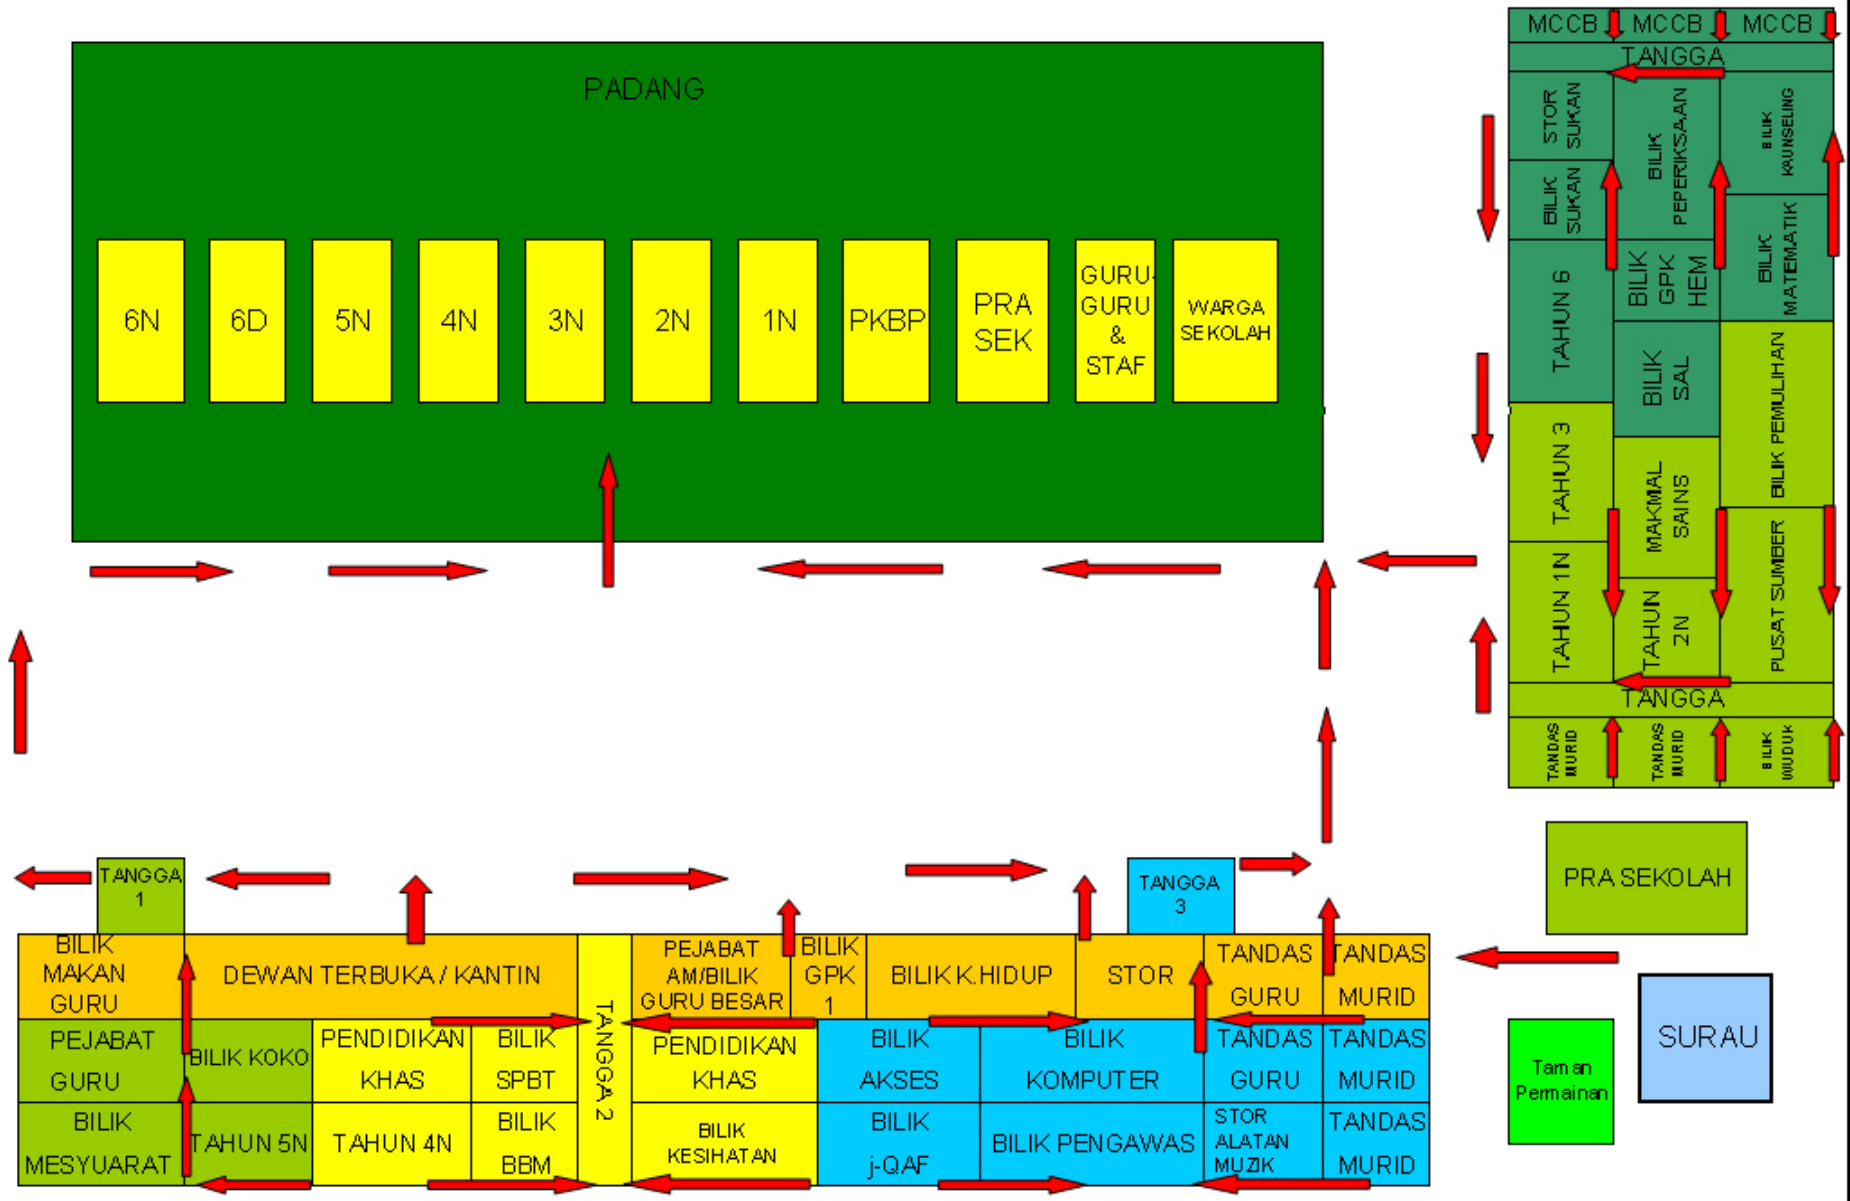 PADANG
6N
6D
5N
4N
3N
2N
1N
PKBP
PRA
SEK
GURU-
GURU
&
STAF
WARGA
SEKOLAH
MCCB
MCCB
MCCB
TANGGA
STOR
SUKAN
BILIK
PEPERIKSAAN
BILIK
KAUNSELING
BILIK
SUKAN
BILIK
MATEMATIK
TAHUN 6
BILIK
GPK
HEM
BILIK
SAL
BILIK PEMULIHAN
TAHUN 3
MAKMAL
SAINS
TAHUN 1N
TAHUN
2N
PUSAT SUMBER
TANGGA
TANDAS
MURID
TANDAS
MURID
BILIK
WUDUK
PRA SEKOLAH
SURAU
Taman
Permainan
TANGGA
1
TANGGA
3
BILIK
MAKAN
GURU
DEWAN TERBUKA / KANTIN
TANGGA 2
PEJABAT
AM/BILIK
GURU BESAR
BILIK
GPK
1
BILIK K.HIDUP
STOR
TANDAS
GURU
TANDAS
MURID
PEJABAT
GURU
BILIK KOKO
PENDIDIKAN
KHAS
BILIK
SPBT
PENDIDIKAN
KHAS
BILIK
AKSES
BILIK
KOMPUTER
TANDAS
GURU
TANDAS
MURID
BILIK
MESYUARAT
TAHUN 5N
TAHUN 4N
BILIK
BBM
BILIK
KESIHATAN
BILIK
j-QAF
BILIK PENGAWAS
STOR
ALATAN
MUZIK
TANDAS
MURID